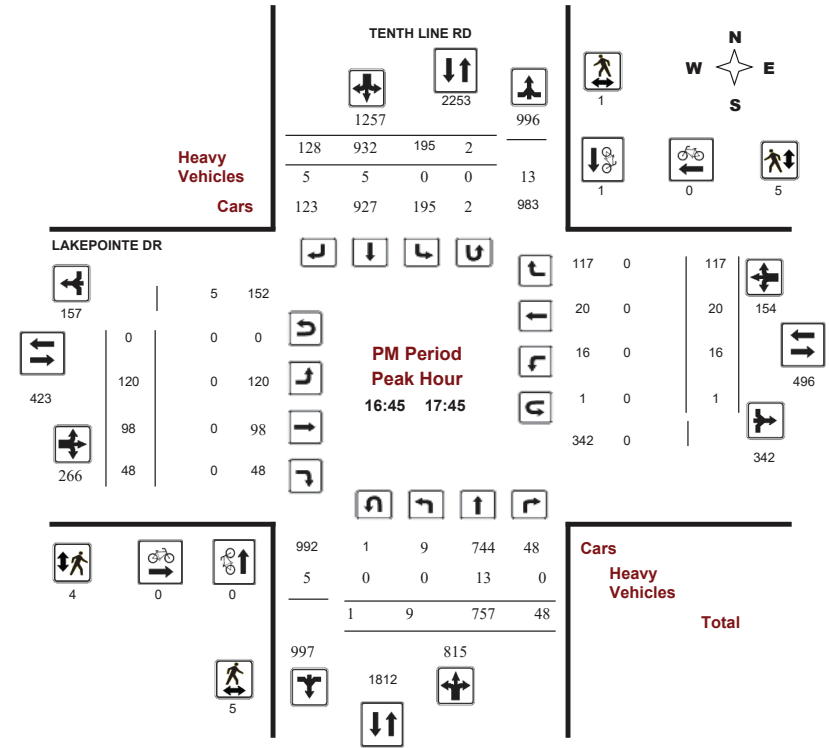 TENTH LINE RD
N
W E
S
1
2253
1257 996
128 932 195 2
Heavy
Vehicles 5 5 0 0 13
Cars 123 927 195 2 983
1 0 5
LAKEPOINTE DR
157 5 152
117 0 117
154
0 0 0
20 0 20
PM Period
Peak Hour
16:45 17:45
423 120 0 120
16 0 16
496
98 0 98
1 0 1
266 48 0 48
342 0 342
992 1 9 744 48 Cars
5 0 0 13 0 Heavy
Vehicles
1 9 757 48 Total
4 0 0
997 815
1812
5